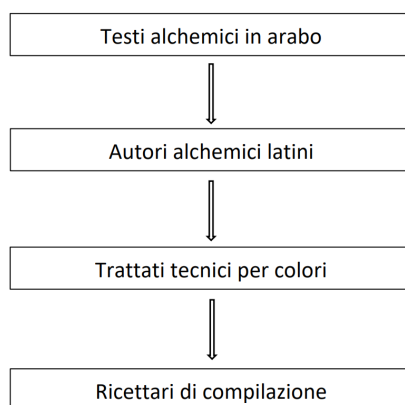 Testi alchemici in arabo
Autori alchemici latini
Trattati tecnici per colori
Ricettari di compilazione